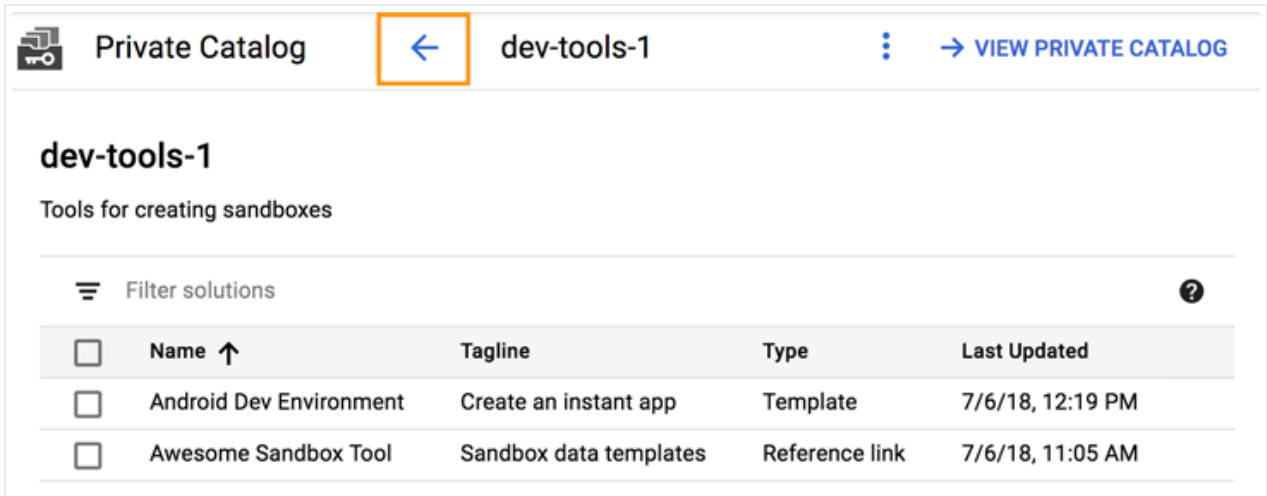 Private Catalog dev-tools-1 VIEW PRIVATE CATALOG
dev-tools-1
Tools for creating sandboxes
Filter solutions
Name Tagline Type Last Updated
Android Dev Environment Create an instant app Template 7/6/18, 12:19 PM
Awesome Sandbox Tool Sandbox data templates Reference link 7/6/18, 11:05 AM